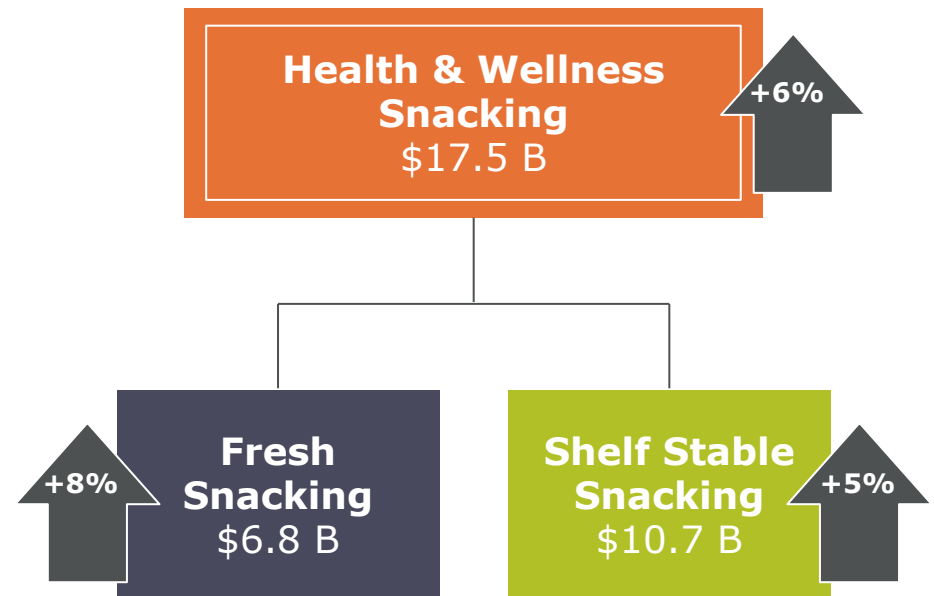 Health & Wellness
Snacking
$17.5 B
+6%
Fresh
Snacking
$6.8 B
+8%
Shelf Stable
Snacking
$10.7 B
+5%